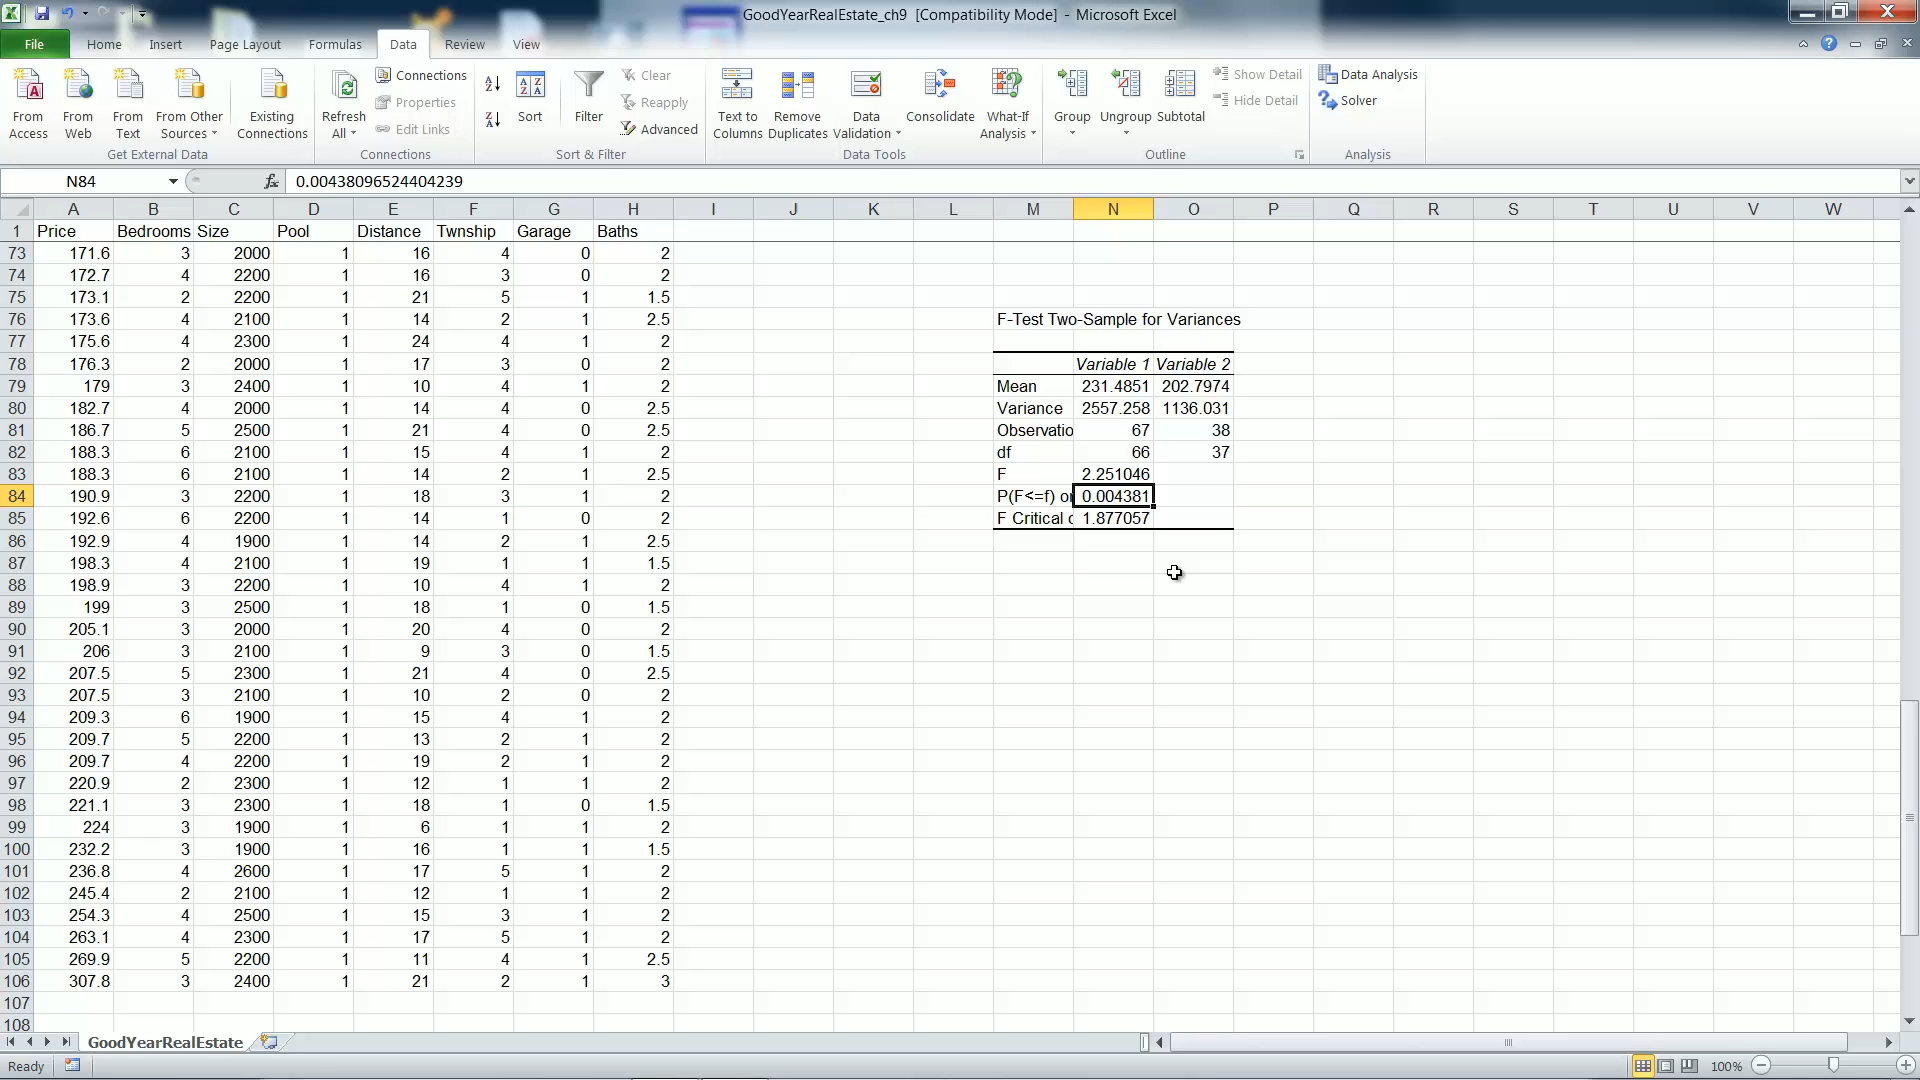 GoodYearRealEstate_ch9 [Compatibility Mode] - Microsoft Excel
File Home Insert Page Layout Formulas Data Review View
From Access
From Web
From Text
From Other Sources
Existing Connections
Get External Data
Refresh All
Connections
Properties
Edit Links
Connections
Sort
Filter
Clear
Reapply
Advanced
Sort & Filter
Text to Columns
Remove Duplicates
Data Validation
Consolidate
What-If Analysis
Data Tools
Group
Ungroup
Subtotal
Show Detail
Hide Detail
Outline
Data Analysis
Solver
Analysis
N84 fx 0.00438096524404239
A B C D E F G H I J K L M N O P Q R S T U V W
1 Price Bedrooms Size Pool Distance Twnship Garage Baths
73 171.6 3 2000 1 16 4 0 2
74 172.7 4 2200 1 16 3 0 2
75 173.1 2 2200 1 21 5 1 1.5
76 173.6 4 2100 1 14 2 1 2.5 F-Test Two-Sample for Variances
77 175.6 4 2300 1 24 4 1 2
78 176.3 2 2000 1 17 3 0 2 Variable 1 Variable 2
79 179 3 2400 1 10 4 1 2 Mean 231.4851 202.7974
80 182.7 4 2000 1 14 4 0 2.5 Variance 2557.258 1136.031
81 186.7 5 2500 1 21 4 0 2.5 Observatio 67 38
82 188.3 6 2100 1 15 4 1 2 df 66 37
83 188.3 6 2100 1 14 2 1 2.5 F 2.251046
84 190.9 3 2200 1 18 3 1 2 P(F<=f) o 0.004381
85 192.6 6 2200 1 14 1 0 2 F Critical o 1.877057
86 192.9 4 1900 1 14 2 1 2.5
87 198.3 4 2100 1 19 1 1 1.5
88 198.9 3 2200 1 10 4 1 2
89 199 3 2500 1 18 1 0 1.5
90 205.1 3 2000 1 20 4 0 2
91 206 3 2100 1 9 3 0 1.5
92 207.5 5 2300 1 21 4 0 2.5
93 207.5 3 2100 1 10 2 0 2
94 209.3 6 1900 1 15 4 1 2
95 209.7 5 2200 1 13 2 1 2
96 209.7 4 2200 1 19 2 1 2
97 220.9 2 2300 1 12 1 1 2
98 221.1 3 2300 1 18 1 0 1.5
99 224 3 1900 1 6 1 1 2
100 232.2 3 1900 1 16 1 1 1.5
101 236.8 4 2600 1 17 5 1 2
102 245.4 2 2100 1 12 1 1 2
103 254.3 4 2500 1 15 3 1 2
104 263.1 4 2300 1 17 5 1 2
105 269.9 5 2200 1 11 4 1 2.5
106 307.8 3 2400 1 21 2 1 3
107
108
GoodYearRealEstate
Ready 100%